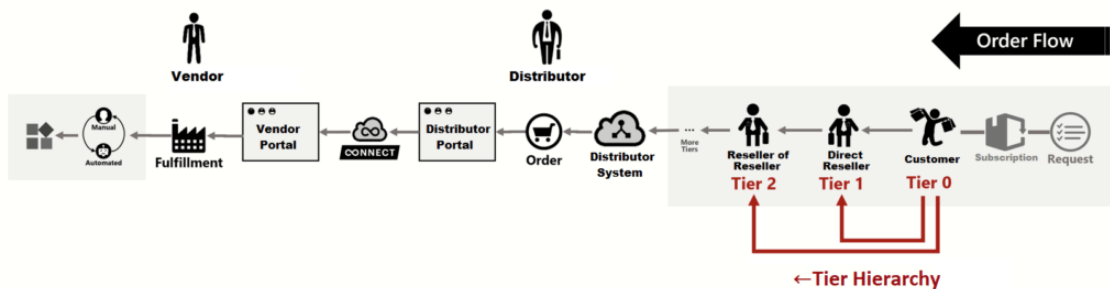 Order Flow
Vendor
Distributor
Manual
Automated
Fulfillment
Vendor
Portal
CONNECT
Distributor
Portal
Order
Distributor
System
...
More
Tiers
Reseller of
Reseller
Tier 2
Direct
Reseller
Tier 1
Customer
Tier 0
Subscription
Request
←Tier Hierarchy